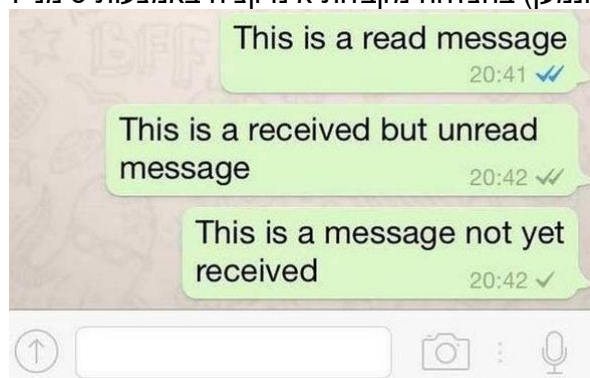 BFF
This is a read message
20:41
This is a received but unread
message
20:42
This is a message not yet
received
20:42